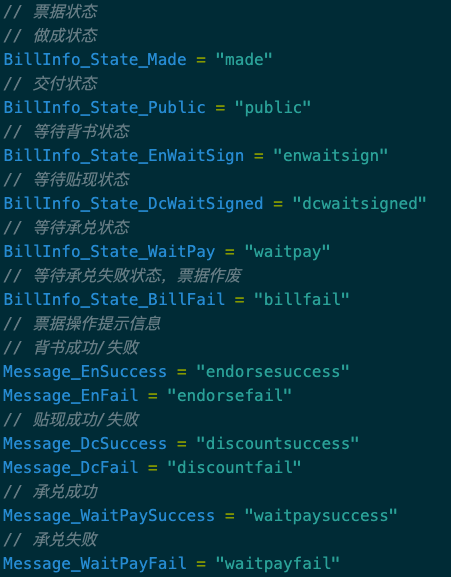 // 票据状态
// 做成状态
BillInfo_State_Made = "made"
// 交付状态
BillInfo_State_Public = "public"
// 等待背书状态
BillInfo_State_EnWaitSign = "enwaitsign"
// 等待贴现状态
BillInfo_State_DcWaitSigned = "dcwaitsigned"
// 等待承兑状态
BillInfo_State_WaitPay = "waitpay"
// 等待承兑失败状态，票据作废
BillInfo_State_BillFail = "billfail"
// 票据操作提示信息
// 背书成功/失败
Message_EnSuccess = "endorsesuccess"
Message_EnFail = "endorsefail"
// 贴现成功/失败
Message_DcSuccess = "discountsuccess"
Message_DcFail = "discountfail"
// 承兑成功
Message_WaitPaySuccess = "waitpaysuccess"
// 承兑失败
Message_WaitPayFail = "waitpayfail"